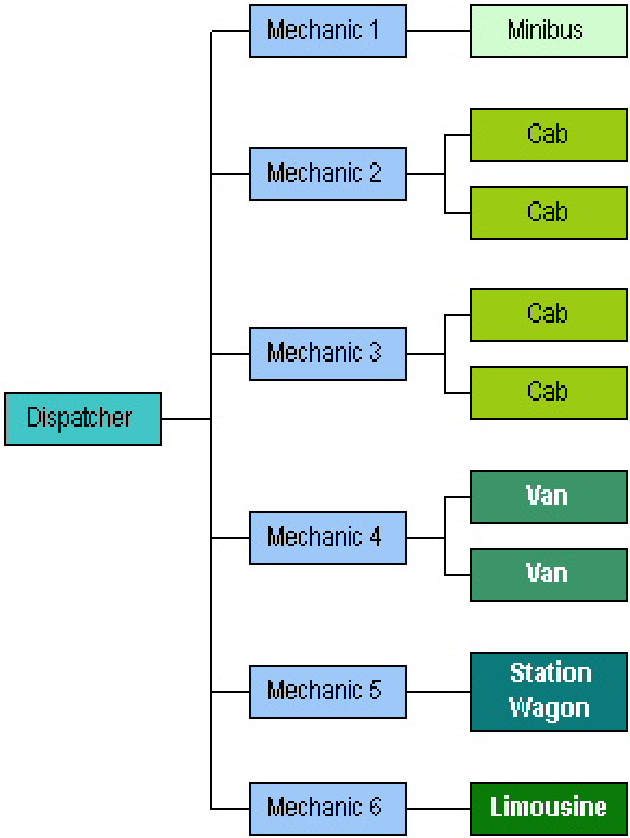 Mechanic 1
Minibus
Cab
Mechanic 2
Cab
Cab
Mechanic 3
Cab
Dispatcher
Van
Mechanic 4
Van
Mechanic 5
Station
Wagon
Mechanic 6
Limousine